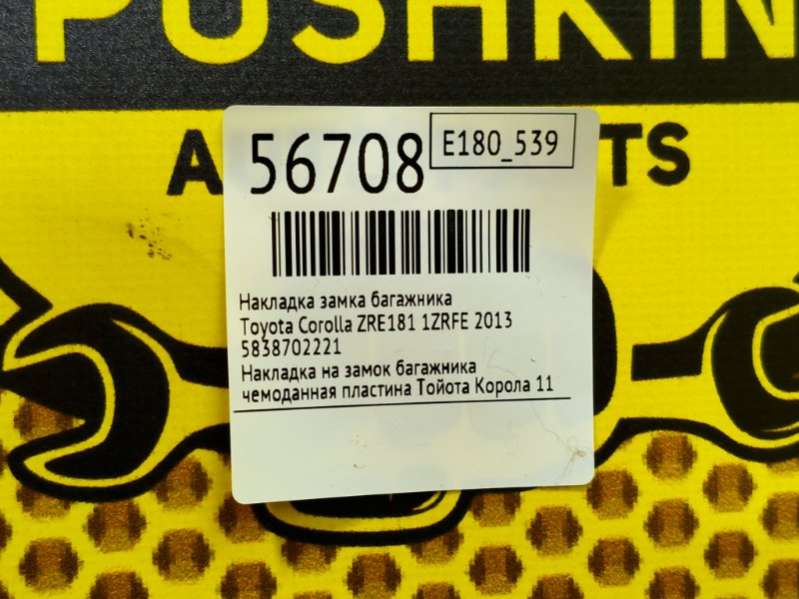 PUSHKIN
56708
E180_539
TS
Накладка замка багажника
Toyota Corolla ZRE181 1ZRFE 2013
5838702221
Накладка на замок багажника
чемоданная пластина Тойота Корола 11